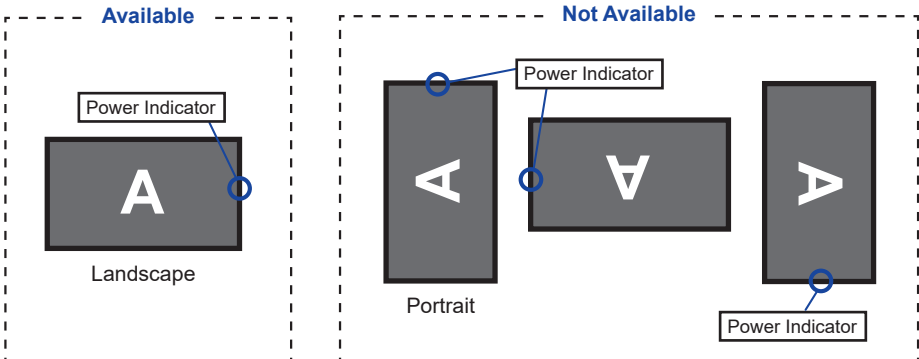 Available
Power Indicator
A
Landscape
Not Available
Power Indicator
A
A
A
Portrait
Power Indicator